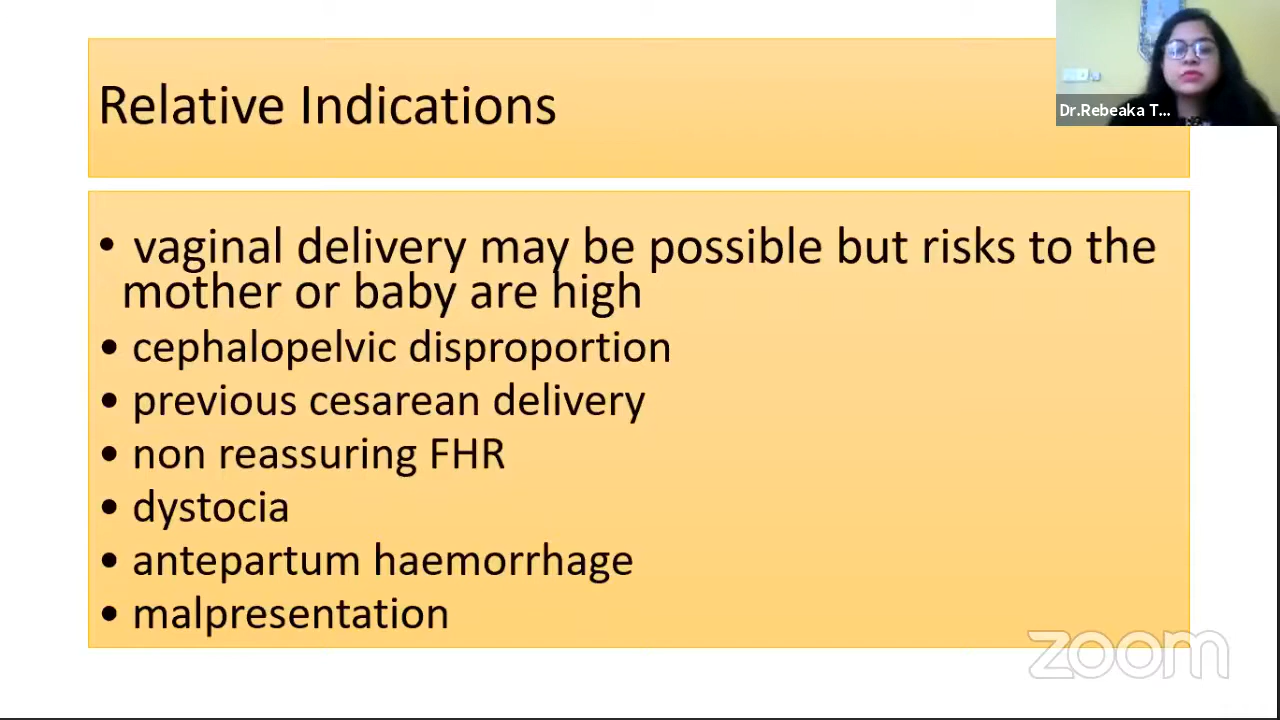 Relative Indications
Dr.Rebeaka T...
• vaginal delivery may be possible but risks to the
mother or baby are high
• cephalopelvic disproportion
• previous cesarean delivery
• non reassuring FHR
• dystocia
• antepartum haemorrhage
• malpresentation
zoom